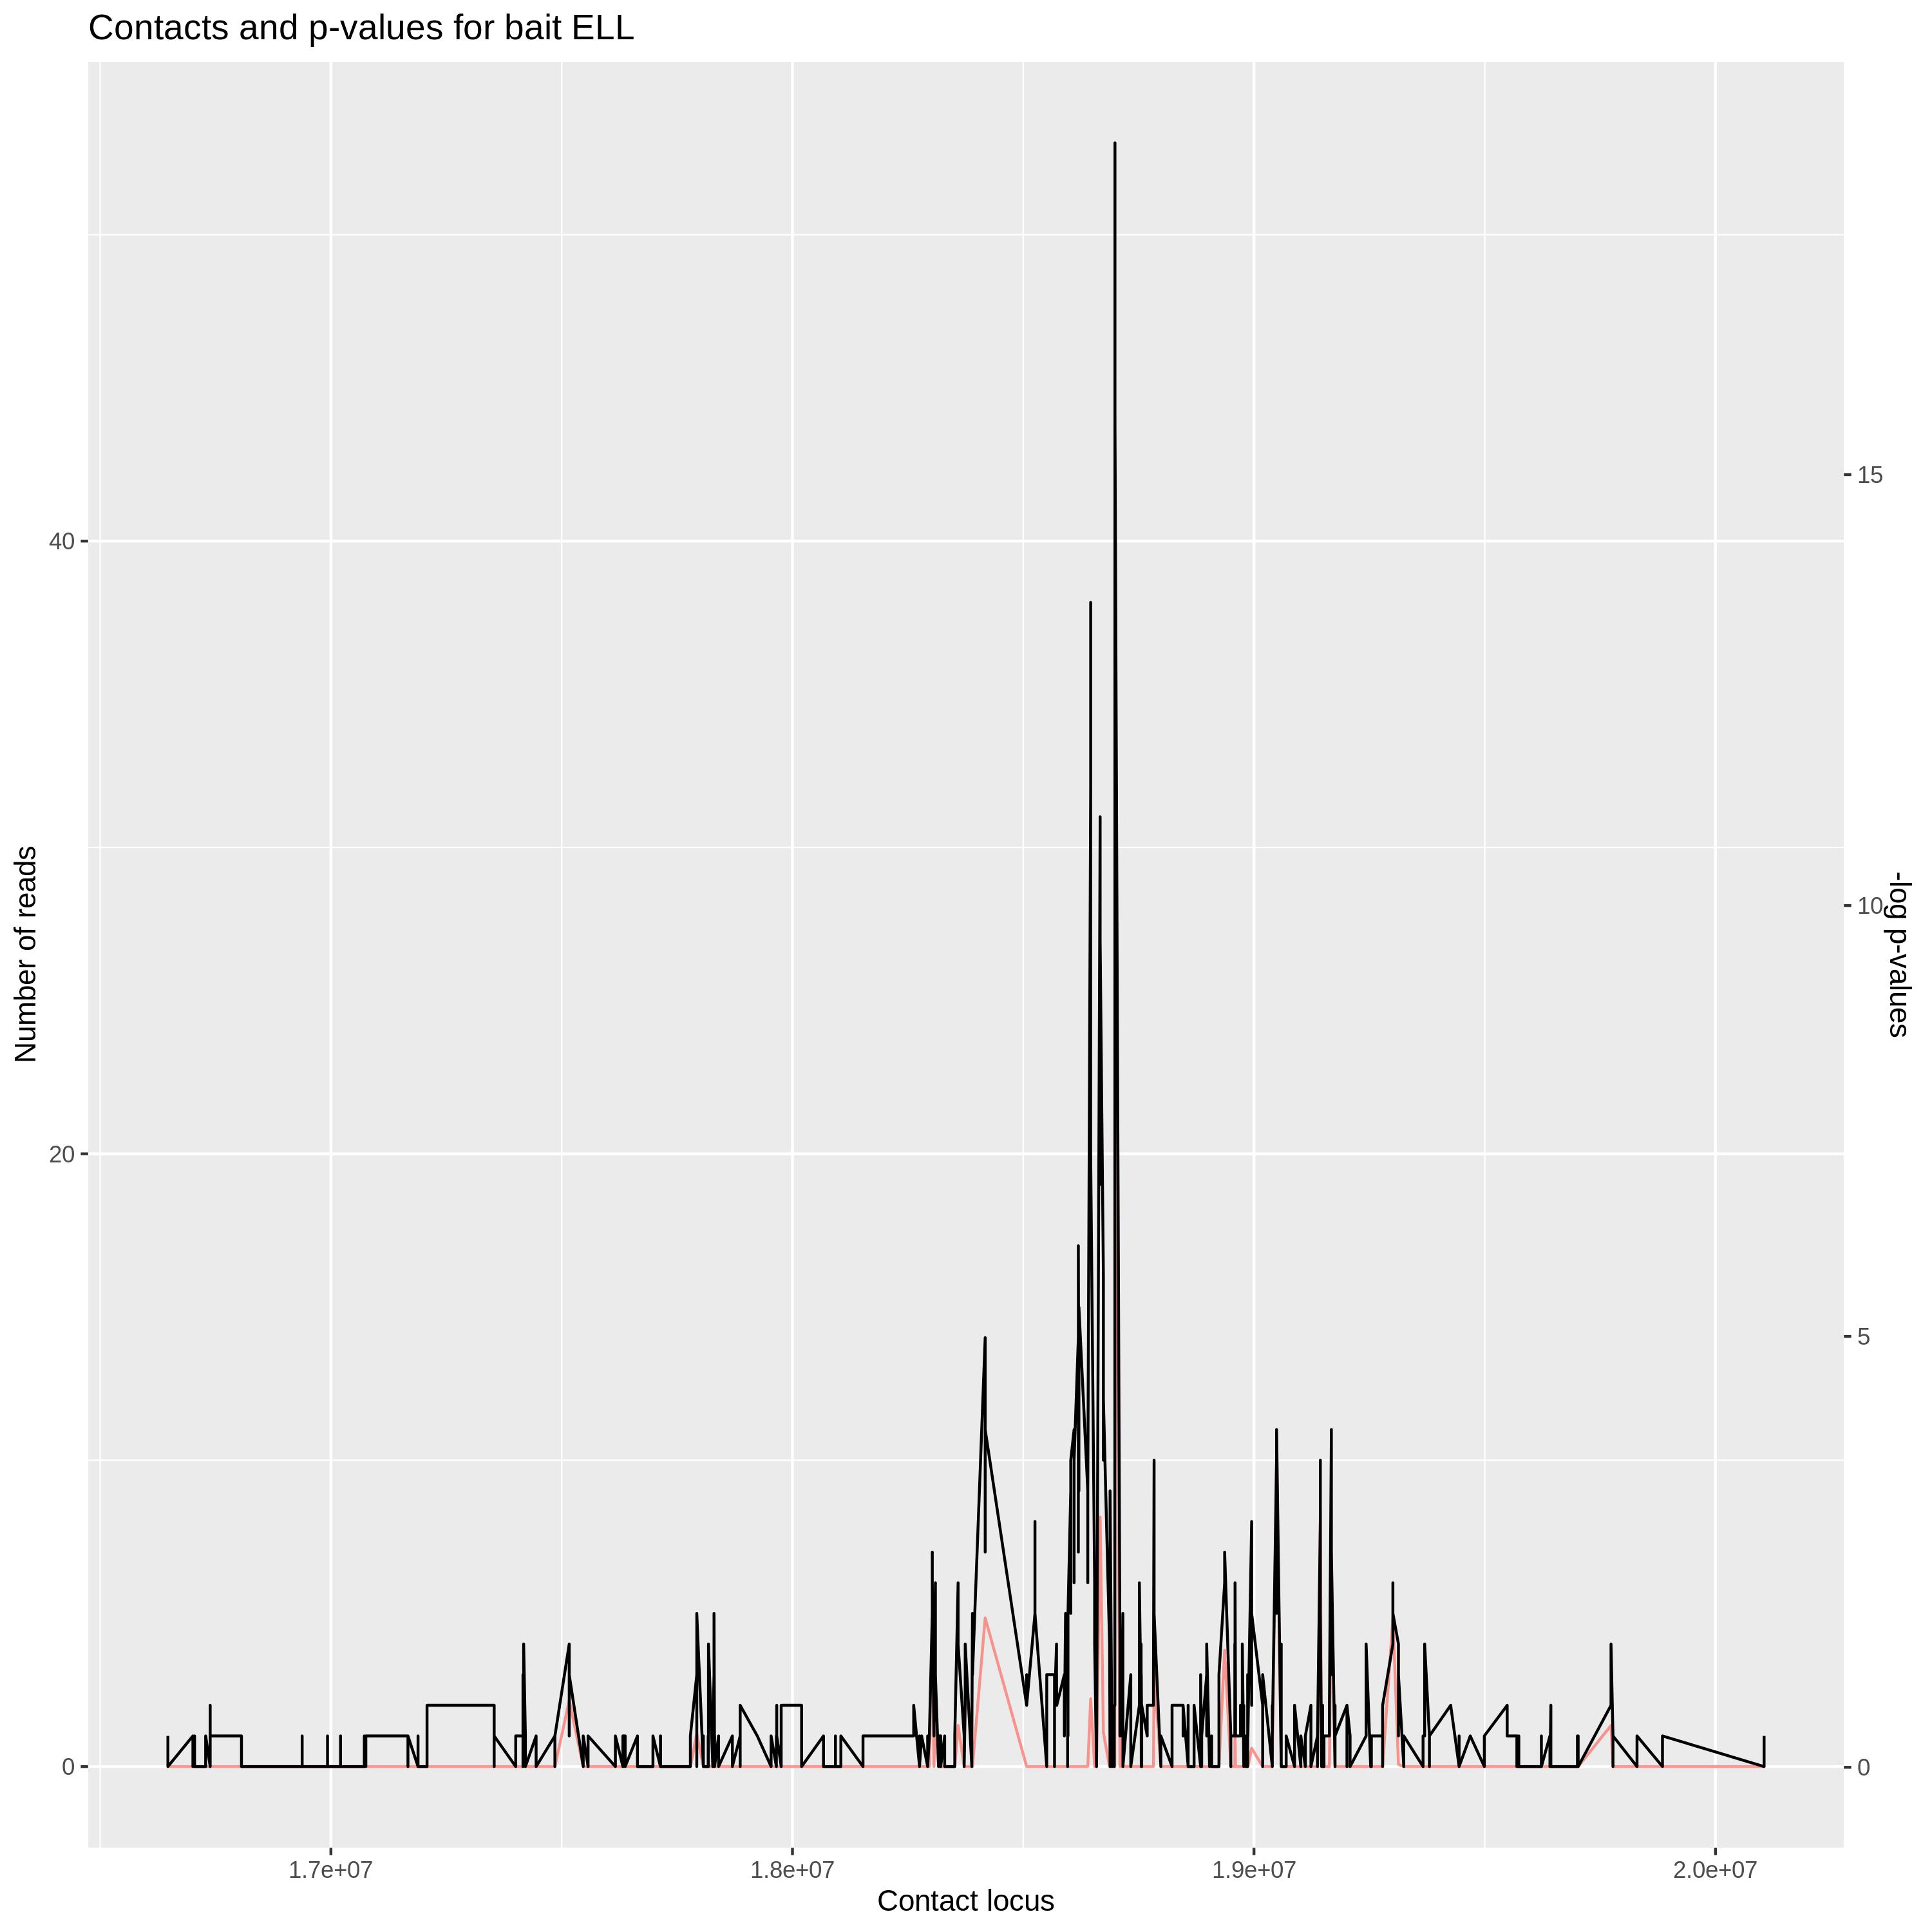 Contacts and p-values for bait ELL
Number of reads
40
20
0
15
10
5
0
-log p-values
1.7e+07
1.8e+07
1.9e+07
2.0e+07
Contact locus